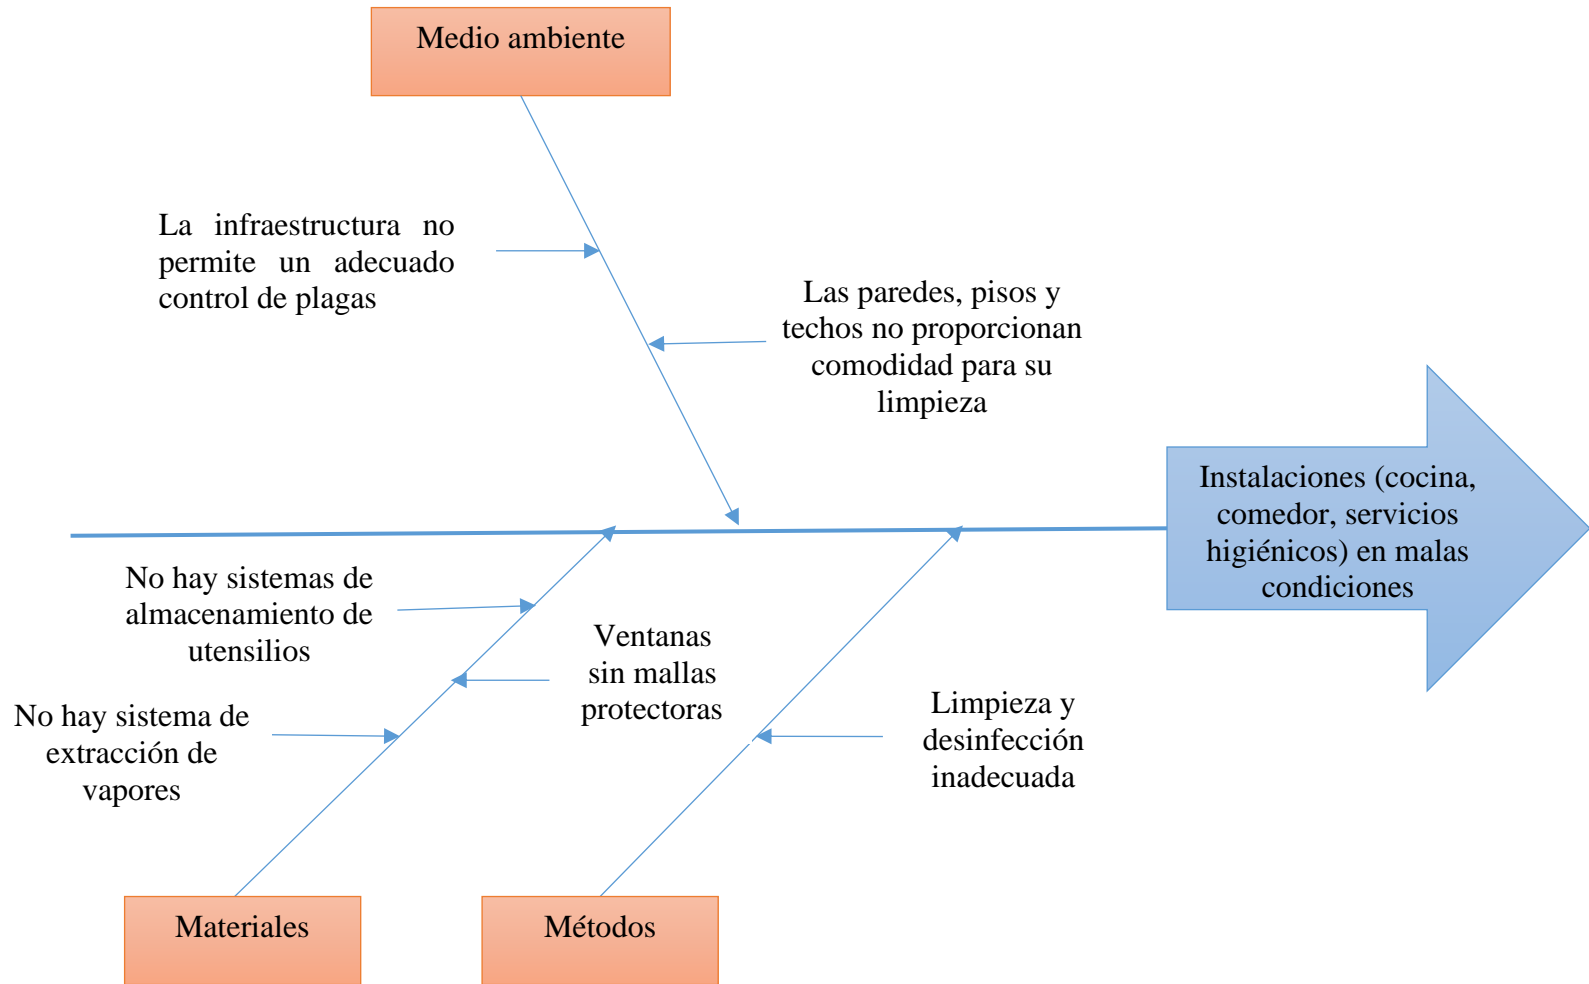 Medio ambiente
La infraestructura no
permite un adecuado
control de plagas
Las paredes, pisos y
techos no proporcionan
comodidad para su
limpieza
Instalaciones (cocina,
comedor, servicios
higiénicos) en malas
condiciones
No hay sistemas de
almacenamiento de
utensilios
Ventanas
sin mallas
protectoras
No hay sistema de
extracción de
vapores
Limpieza y
desinfección
inadecuada
Materiales
Métodos